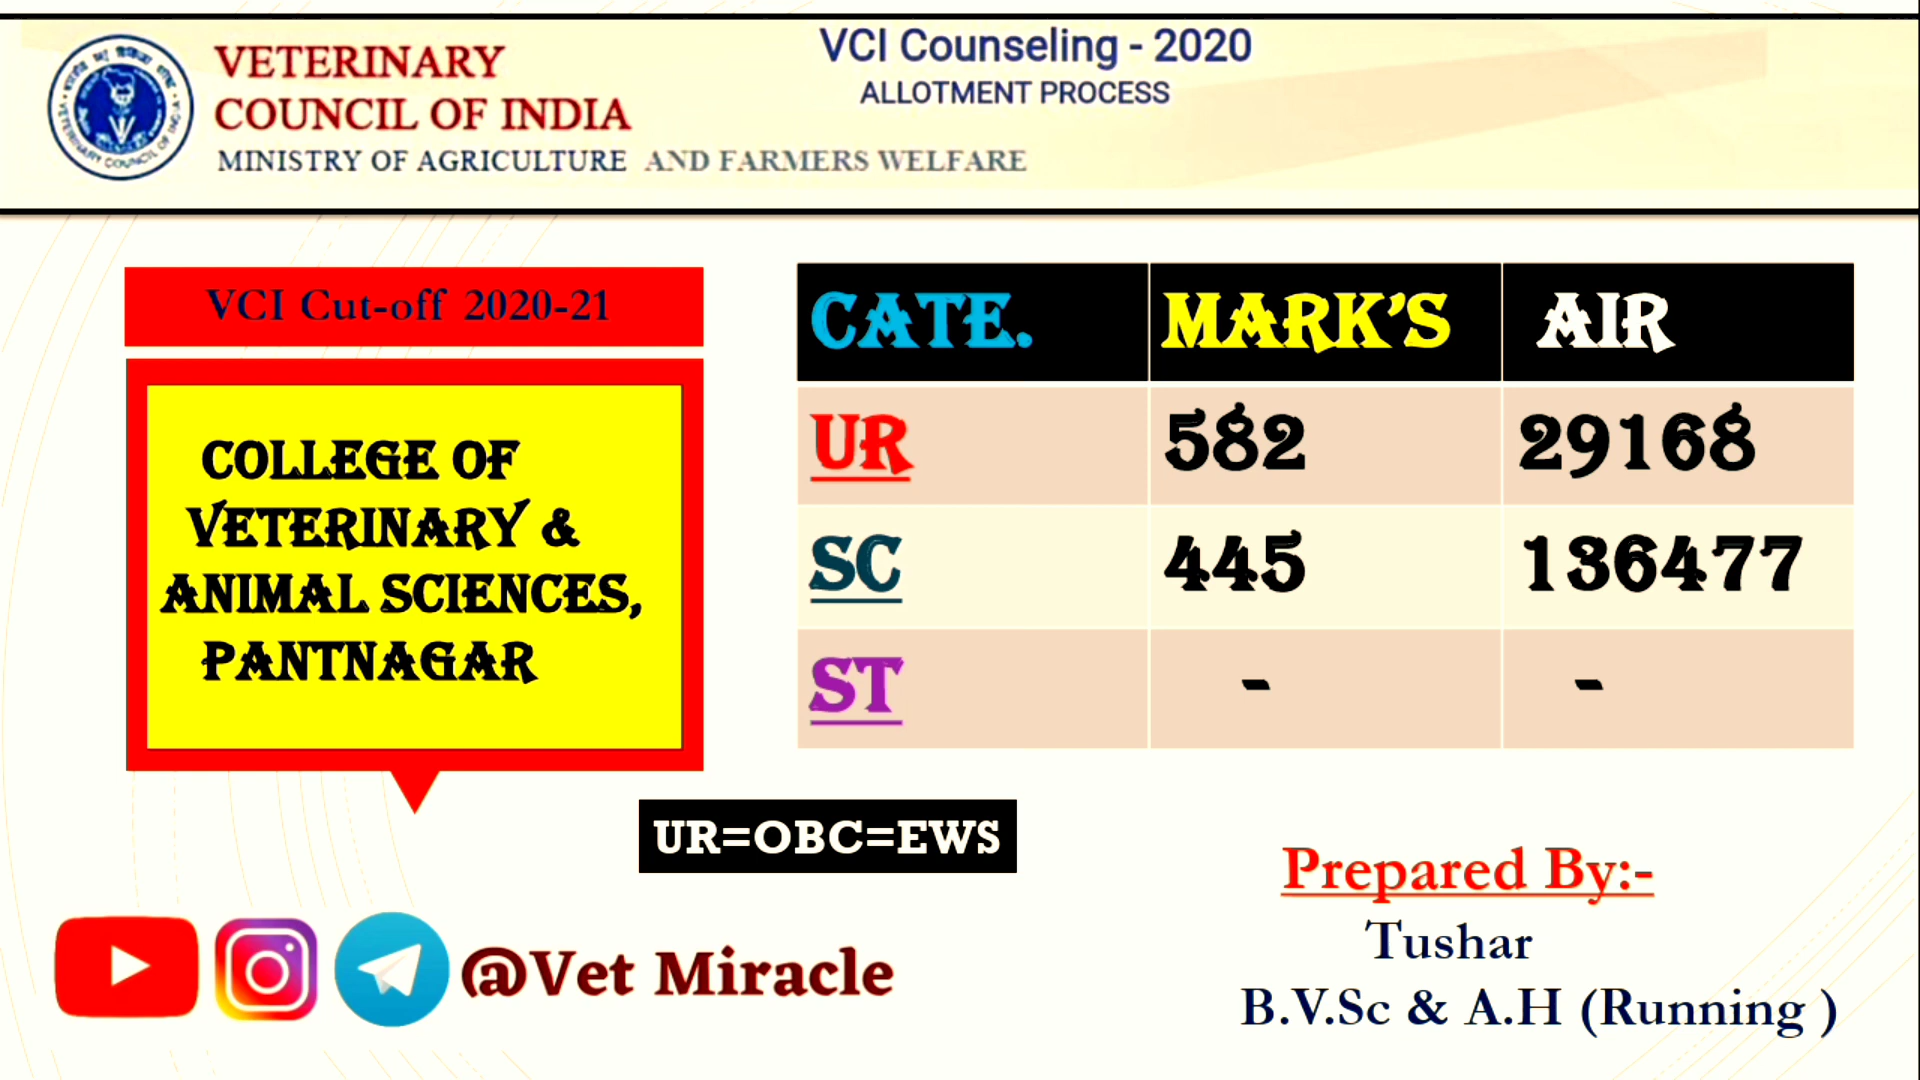 VETERINARY
COUNCIL OF INDIA
MINISTRY OF AGRICULTURE AND FARMERS WELFARE
VCI Counseling - 2020
ALLOTMENT PROCESS
VCI Cut-off 2020-21
COLLEGE OF
VETERINARY &
ANIMAL SCIENCES,
PANTNAGAR
CATE. MARK'S AIR
UR 582 29168
SC 445 136477
ST - -
UR=OBC=EWS
@Vet Miracle
Prepared By:-
Tushar
B.V.Sc & A.H (Running )